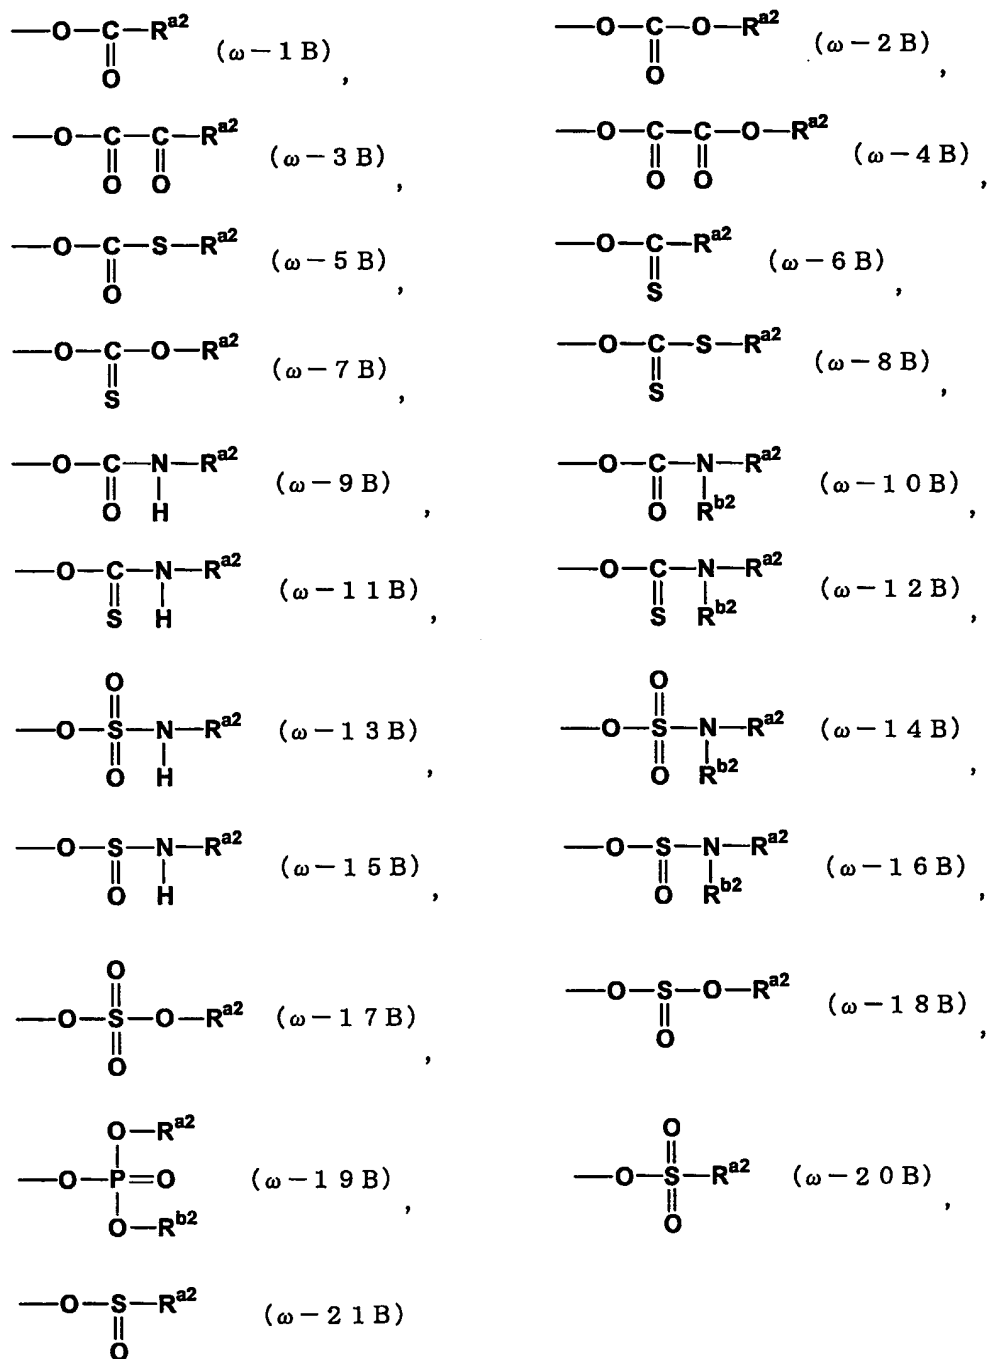 —O—C—R^a2 (ω-1B), —O—C—O—R^a2 (ω-2B),
‖ ‖
O O
—O—C—C—R^a2 (ω-3B), —O—C—C—O—R^a2 (ω-4B),
‖ ‖ ‖ ‖
O O O O
—O—C—S—R^a2 (ω-5B), —O—C—R^a2 (ω-6B),
‖ ‖
O S
—O—C—O—R^a2 (ω-7B), —O—C—S—R^a2 (ω-8B),
‖ ‖
S S
—O—C—N—R^a2 (ω-9B), —O—C—N—R^a2 (ω-10B),
‖ | ‖ |
O H O R^b2
—O—C—N—R^a2 (ω-11B), —O—C—N—R^a2 (ω-12B),
‖ | ‖ |
S H S R^b2
O O
‖ ‖
—O—S—N—R^a2 (ω-13B), —O—S—N—R^a2 (ω-14B),
‖ | ‖ |
O H O R^b2
—O—S—N—R^a2 (ω-15B), —O—S—N—R^a2 (ω-16B),
‖ | ‖ |
O H O R^b2
O
‖
—O—S—O—R^a2 (ω-17B), —O—S—O—R^a2 (ω-18B),
‖ ‖
O O
O—R^a2 O
| ‖
—O—P=O (ω-19B), —O—S—R^a2 (ω-20B),
| ‖
O—R^b2 O
—O—S—R^a2 (ω-21B)
‖
O